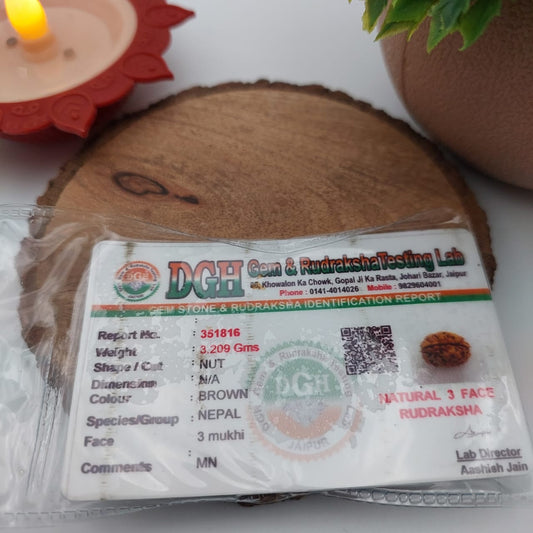 DGH Gem & RudrakshaTesting Lab
Khowalon Ka Chowk, Gopal Ji Ka Rasta, Johari Bazar, Jaipur
Phone : 0141-4014026 Mobile : 9829604001
GEM STONE & RUDRAKSHA IDENTIFICATION REPORT
Report No. : 351816
Weight : 3.209 Gms
Shape / Cut : NUT
Dimension : N/A
Colour : BROWN
Species/Group : NEPAL
Face : 3 mukhi
Comments : MN
DGH
JAIPUR
NATURAL 3 FACE
RUDRAKSHA
Lab Director
Aashish Jain